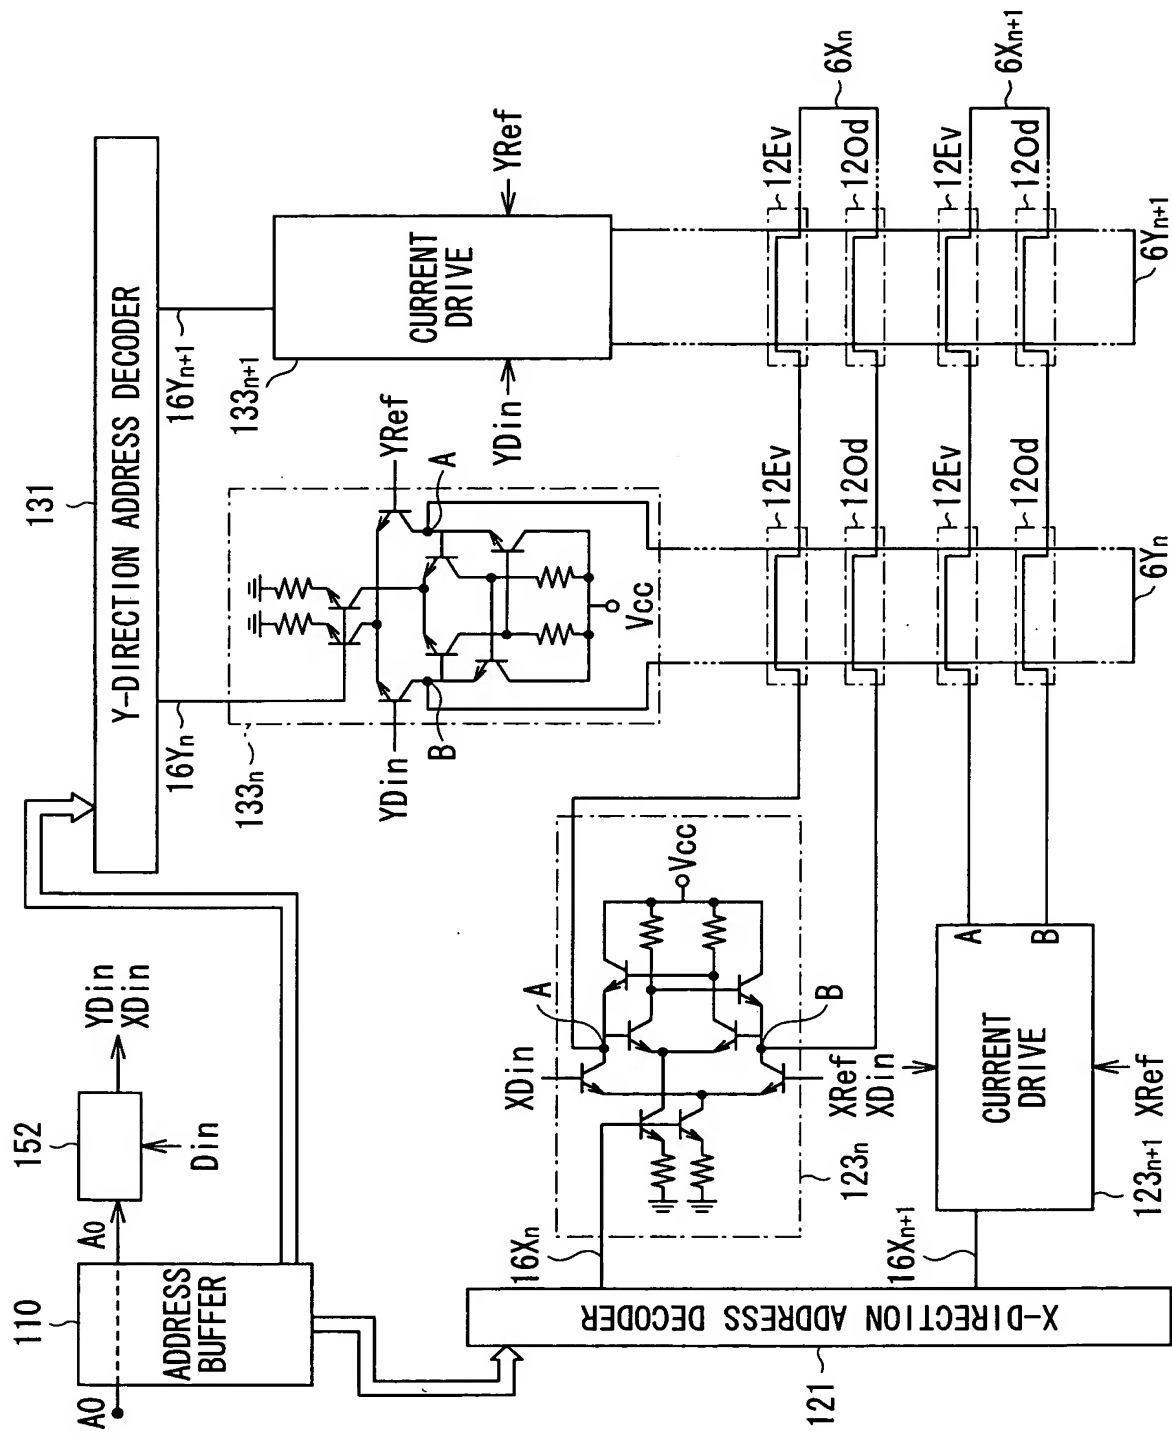 A0
ADDRESS
BUFFER
110
A0
152
Din
YDin
XDin
131
Y-DIRECTION ADDRESS DECODER
16Yn
16Yn+1
133n
YDin
YRef
A
B
Vcc
133n+1
CURRENT
DRIVE
YDin
YRef
121
X-DIRECTION ADDRESS DECODER
16Xn
16Xn+1
XDin
A
Vcc
B
XRef
123n
XDin
CURRENT
DRIVE
A
B
XRef
123n+1
12Ev
12Od
12Ev
12Od
6Yn
12Ev
12Od
12Ev
12Od
6Yn+1
6Xn
6Xn+1